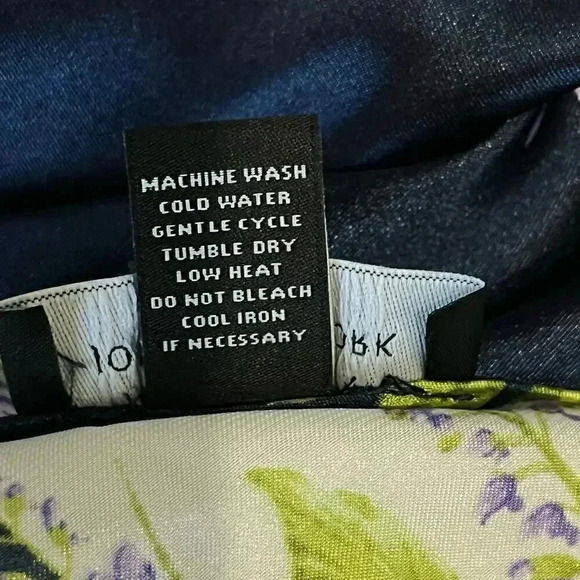 MACHINE WASH
COLD WATER
GENTLE CYCLE
TUMBLE DRY
LOW HEAT
DO NOT BLEACH
COOL IRON
IF NECESSARY